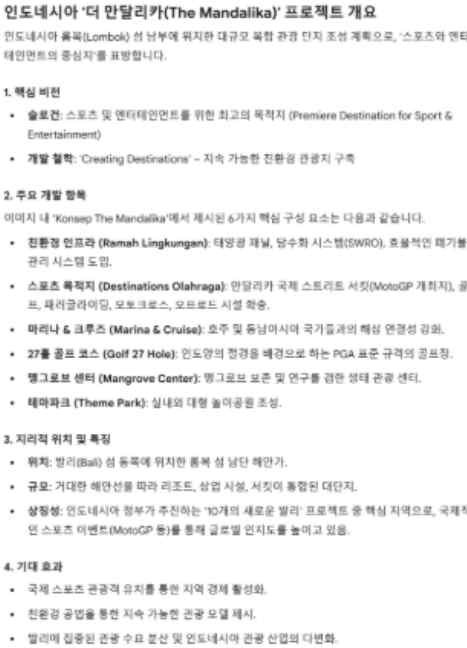 인도네시아 '더 만달리카(The Mandalika)' 프로젝트 개요
인도네시아 롬복(Lombok) 섬 남부에 위치한 대규모 복합 관광 단지 조성 계획으로, '스포츠와 엔터
테인먼트의 중심지'를 표방합니다.
1. 핵심 비전
• 슬로건: 스포츠 및 엔터테인먼트를 위한 최고의 목적지 (Premiere Destination for Sport &
Entertainment)
• 개발 철학: 'Creating Destinations' – 지속 가능한 친환경 관광지 구축
2. 주요 개발 항목
이미지 내 'Konsep The Mandalika'에서 제시된 6가지 핵심 구성 요소는 다음과 같습니다.
• 친환경 인프라 (Ramah Lingkungan): 태양광 패널, 담수화 시스템(SWRO), 효율적인 폐기물
관리 시스템 도입.
• 스포츠 목적지 (Destinations Olahraga): 만달리카 국제 스트리트 서킷(MotoGP 개최지), 골
프, 패러글라이딩, 모토크로스, 오프로드 시설 확충.
• 마리나 & 크루즈 (Marina & Cruise): 호주 및 동남아시아 국가들과의 해상 연결성 강화.
• 27홀 골프 코스 (Golf 27 Hole): 인도양의 절경을 배경으로 하는 PGA 표준 규격의 골프장.
• 맹그로브 센터 (Mangrove Center): 맹그로브 보존 및 연구를 겸한 생태 관광 센터.
• 테마파크 (Theme Park): 실내외 대형 놀이공원 조성.
3. 지리적 위치 및 특징
• 위치: 발리(Bali) 섬 동쪽에 위치한 롬복 섬 남단 해안가.
• 규모: 거대한 해안선을 따라 리조트, 상업 시설, 서킷이 통합된 대단지.
• 상징성: 인도네시아 정부가 추진하는 '10개의 새로운 발리' 프로젝트 중 핵심 지역으로, 국제적
인 스포츠 이벤트(MotoGP 등)를 통해 글로벌 인지도를 높이고 있음.
4. 기대 효과
• 국제 스포츠 관광객 유치를 통한 지역 경제 활성화.
• 친환경 공법을 통한 지속 가능한 관광 모델 제시.
• 발리에 집중된 관광 수요 분산 및 인도네시아 관광 산업의 다변화.